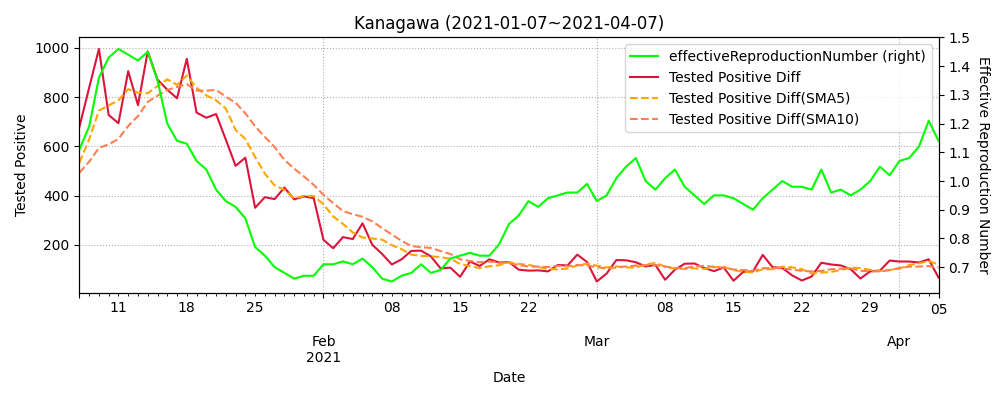 Kanagawa (2021-01-07~2021-04-07)
1000
800
600
400
200
Tested Positive
effectiveReproductionNumber (right)
Tested Positive Diff
Tested Positive Diff(SMA5)
Tested Positive Diff(SMA10)
1.5
1.4
1.3
1.2
1.1
1.0
0.9
0.8
0.7
Effective Reproduction Number
11 18 25 08 15 22 08 15 22 29 05
Feb Mar Apr
2021
Date